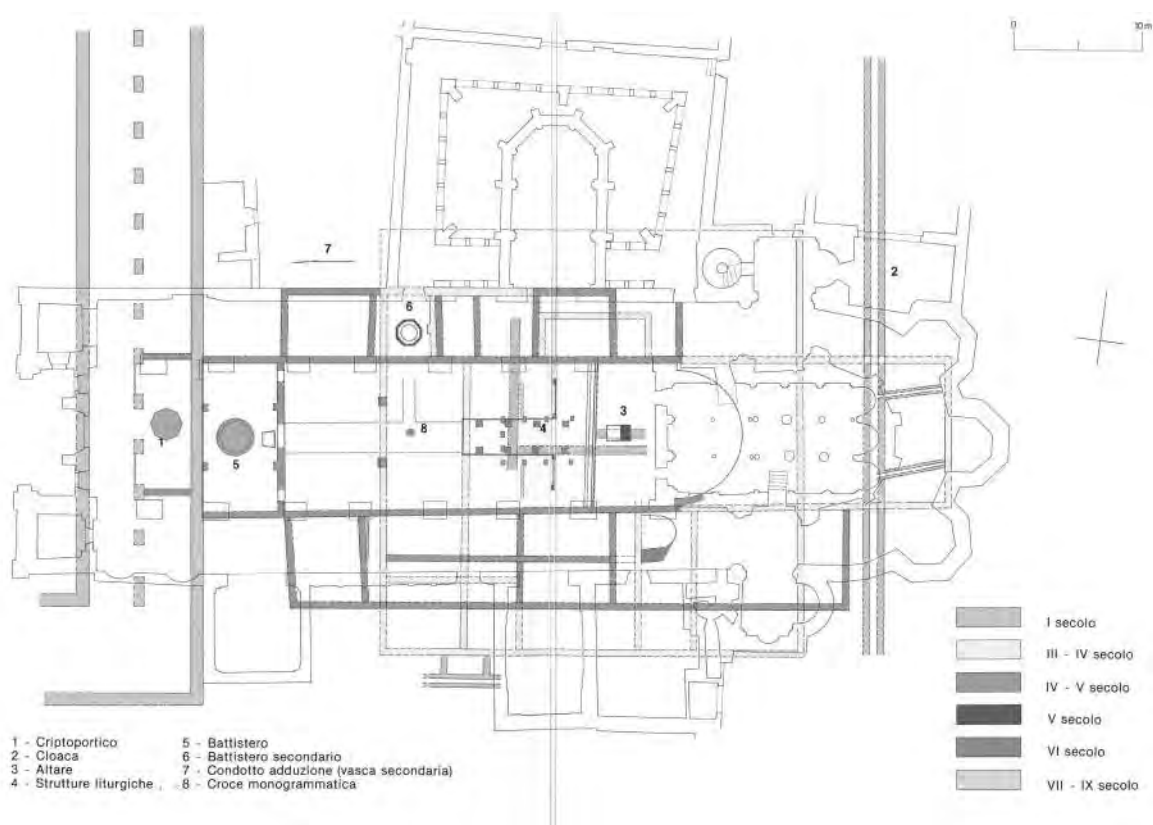 0 10 m
7
2
6
3
8
4
1
5
I secolo
III - IV secolo
IV - V secolo
V secolo
VI secolo
VII - IX secolo
1 - Criptoportico
2 - Cloaca
3 - Altare
4 - Strutture liturgiche
5 - Battistero
6 - Battistero secondario
7 - Condotto adduzione (vasca secondaria)
8 - Croce monogrammatica